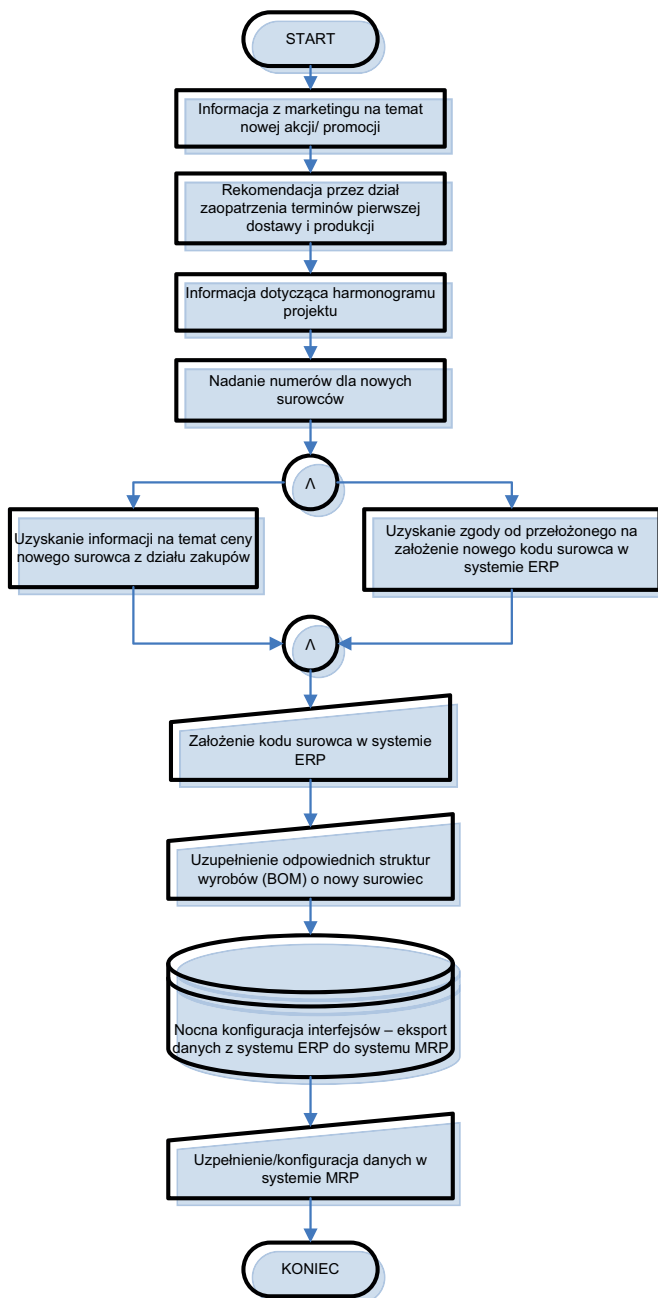 START
Informacja z marketingu na temat
nowej akcji/ promocji
Rekomendacja przez dział
zaopatrzenia terminów pierwszej
dostawy i produkcji
Informacja dotycząca harmonogramu
projektu
Nadanie numerów dla nowych
surowców
Λ
Uzyskanie informacji na temat ceny
nowego surowca z działu zakupów
Uzyskanie zgody od przełożonego na
założenie nowego kodu surowca w
systemie ERP
Λ
Założenie kodu surowca w systemie
ERP
Uzupełnienie odpowiednich struktur
wyrobów (BOM) o nowy surowiec
Nocna konfiguracja interfejsów – eksport
danych z systemu ERP do systemu MRP
Uzpełnienie/konfiguracja danych w
systemie MRP
KONIEC